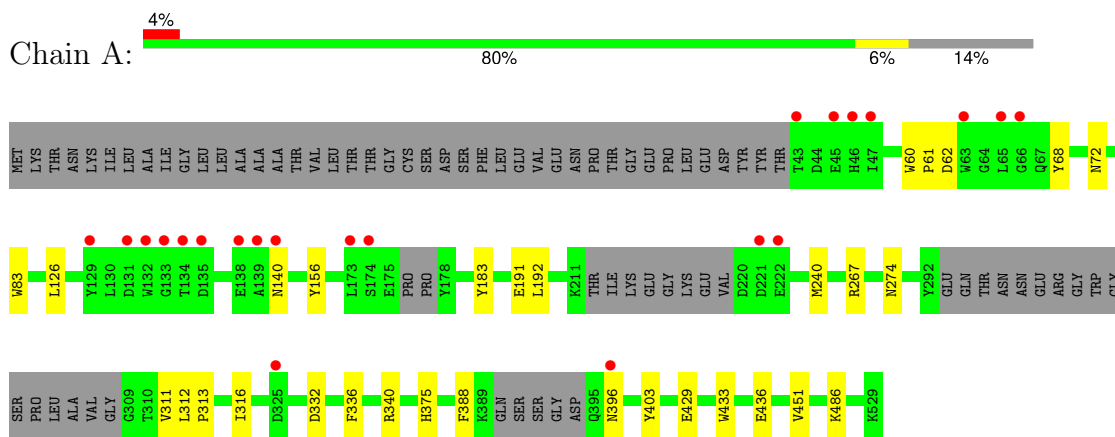 4%
Chain A:
80% 6% 14%
MET LYS THR ASN LYS ILE LEU ALA ILE GLY LEU LEU ALA ALA ALA THR VAL LEU THR THR GLY CYS SER ASP SER PHE LEU GLU VAL GLU ASN PRO THR GLY GLU PRO LEU GLU ASP TYR TYR THR T43 D44 E45 H46 I47 W60 P61 D62 W63 G64 L65 G66 Q67 Y68 N72
W83 L126 Y129 L130 D131 W132 G133 T134 D135 E138 A139 N140 Y156 L173 S174 E175 PRO PRO Y178 Y183 E191 L192 K211 THR ILE LYS GLU GLY LYS GLU VAL D220 D221 E222 M240 R267 N274 Y292 GLU GLN THR ASN ASN GLU ARG GLY TRP GLY
SER PRO LEU ALA VAL GLY G309 T310 V311 L312 P313 I316 D325 D332 F336 R340 H375 F388 K389 GLN SER SER GLY ASP Q395 N396 Y403 E429 W433 E436 V451 K486 K529